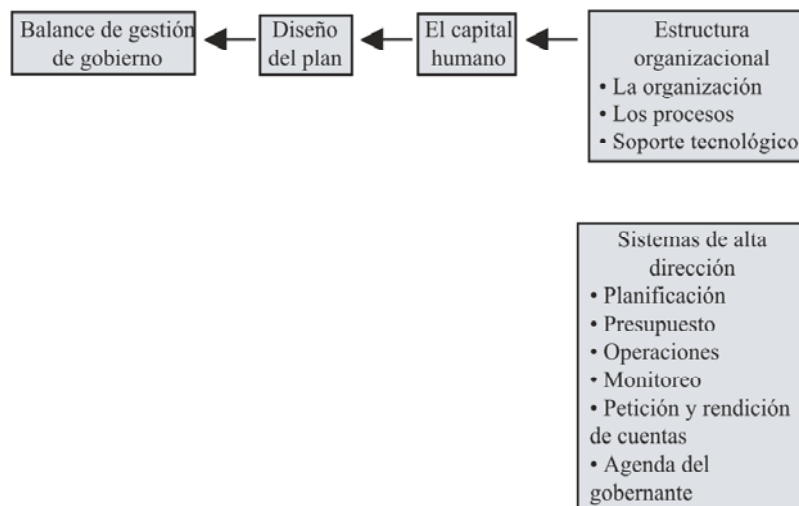 Balance de gestión
de gobierno
Diseño
del plan
El capital
humano
Estructura
organizacional
• La organización
• Los procesos
• Soporte tecnológico
Sistemas de alta
dirección
• Planificación
• Presupuesto
• Operaciones
• Monitoreo
• Petición y rendición
de cuentas
• Agenda del
gobernante